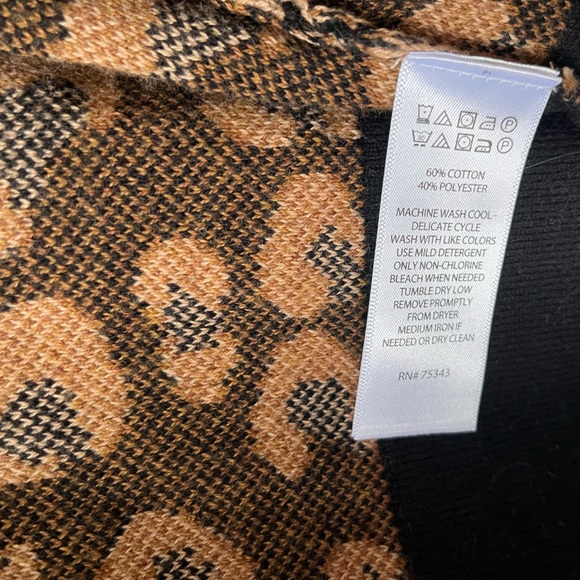 60% COTTON
40% POLYESTER
MACHINE WASH COOL -
DELICATE CYCLE
WASH WITH LIKE COLORS
USE MILD DETERGENT
ONLY NON-CHLORINE
BLEACH WHEN NEEDED
TUMBLE DRY LOW
REMOVE PROMPTLY
FROM DRYER
MEDIUM IRON IF
NEEDED OR DRY CLEAN
RN# 75343